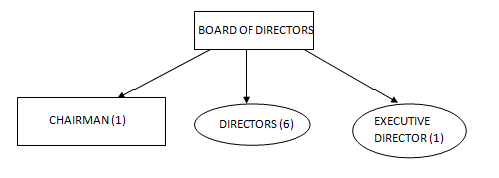 BOARD OF DIRECTORS
CHAIRMAN (1)
DIRECTORS (6)
EXECUTIVE
DIRECTOR (1)